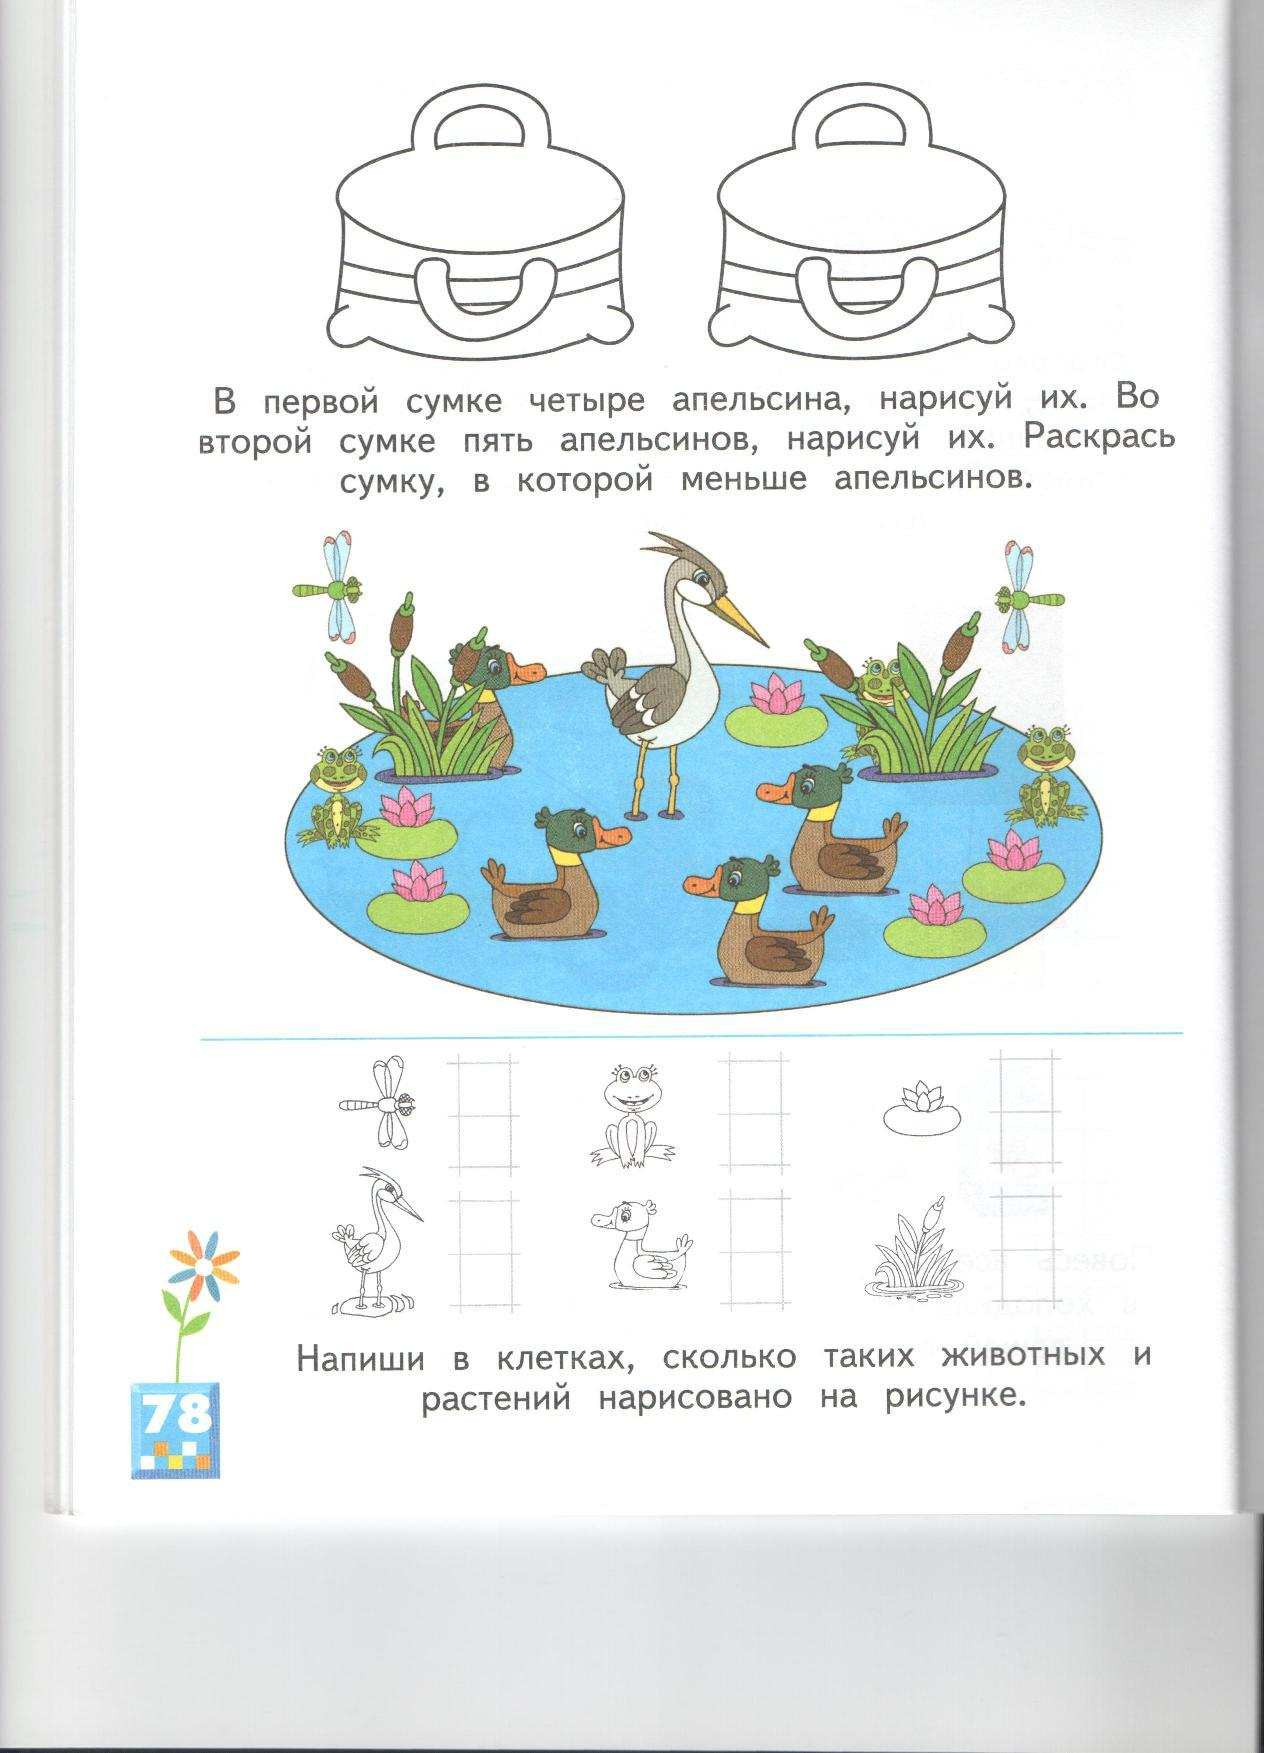 В первой сумке четыре апельсина, нарисуй их. Во
второй сумке пять апельсинов, нарисуй их. Раскрась
сумку, в которой меньше апельсинов.
Напиши в клетках, сколько таких животных и
растений нарисовано на рисунке.
78